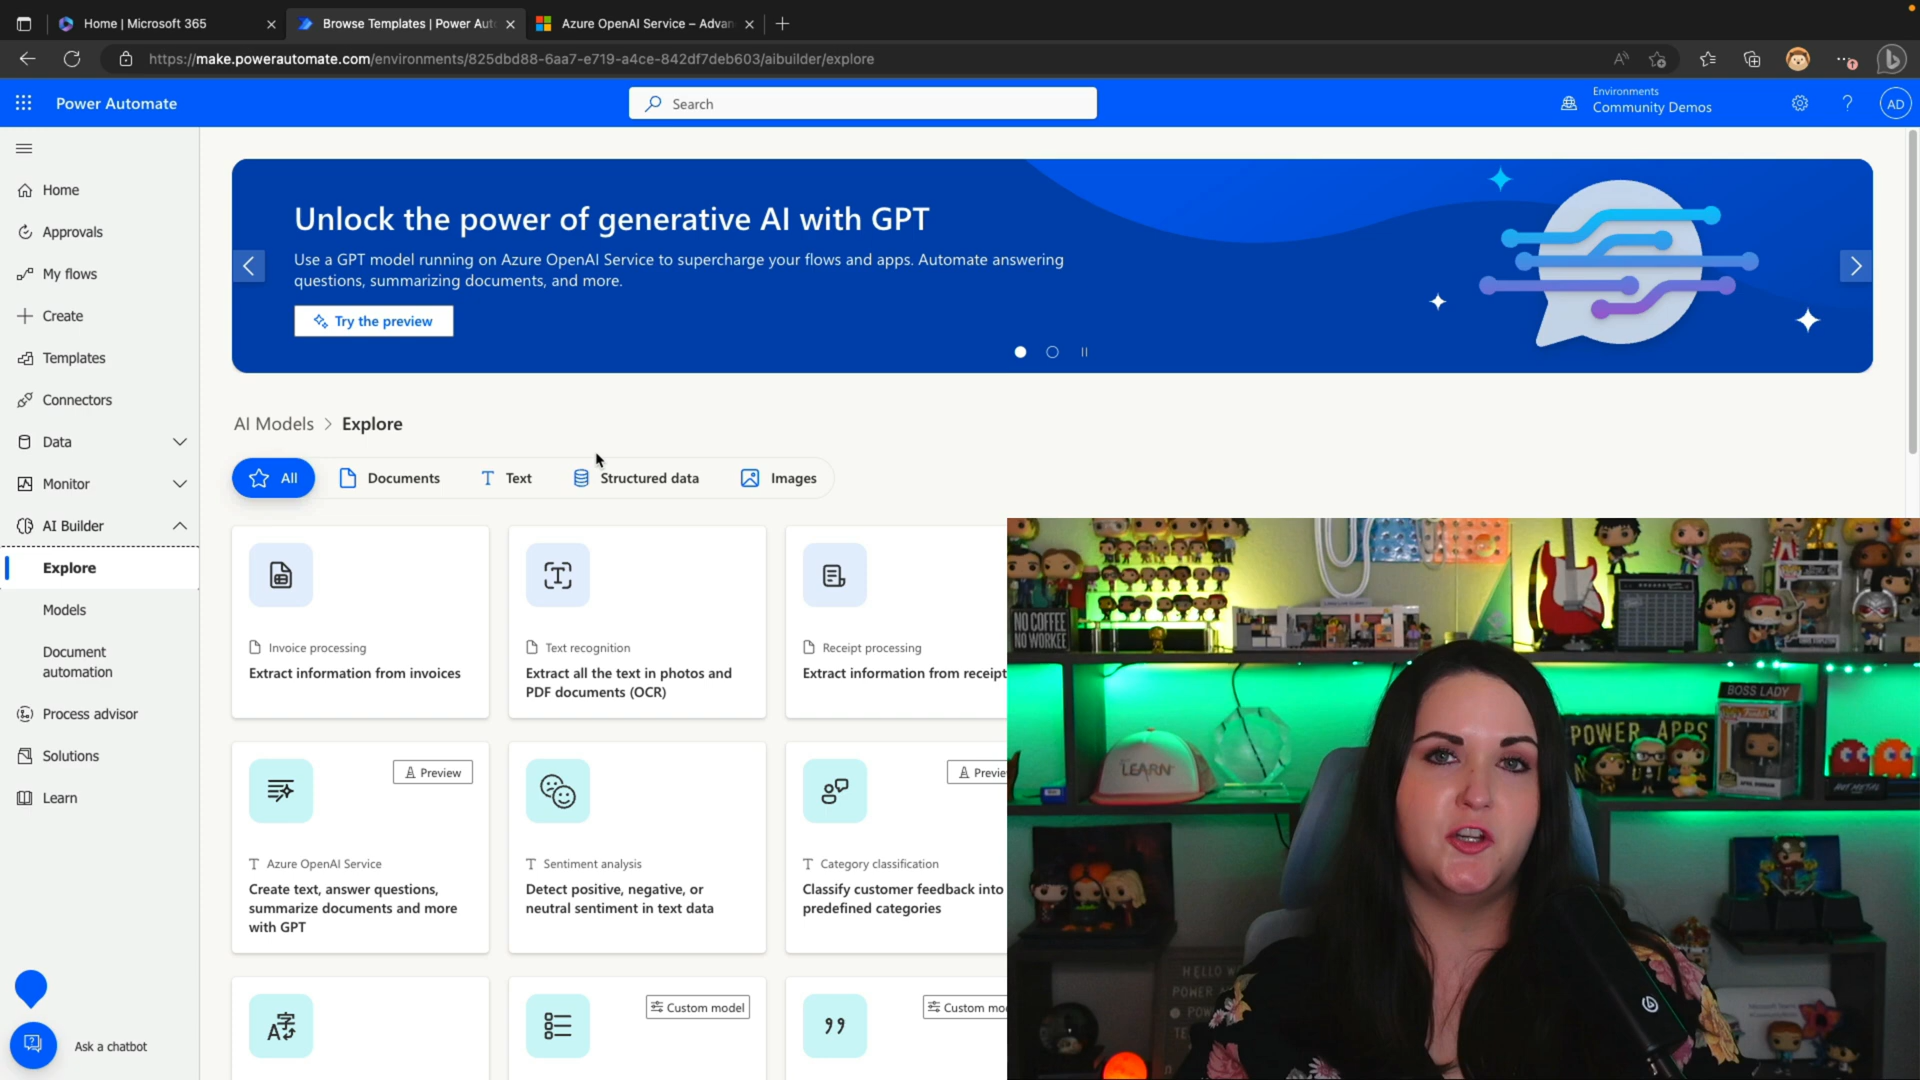 Home | Microsoft 365
Browse Templates | Power Aut
Azure OpenAI Service – Advan
https://make.powerautomate.com/environments/825dbd88-6aa7-e719-a4ce-842df7deb603/aibuilder/explore
Power Automate
Search
Environments
Community Demos
AD
Home
Approvals
My flows
Create
Templates
Connectors
Data
Monitor
AI Builder
Explore
Models
Document
automation
Process advisor
Solutions
Learn
Ask a chatbot
Unlock the power of generative AI with GPT
Use a GPT model running on Azure OpenAI Service to supercharge your flows and apps. Automate answering
questions, summarizing documents, and more.
Try the preview
AI Models > Explore
All
Documents
Text
Structured data
Images
Invoice processing
Extract information from invoices
Text recognition
Extract all the text in photos and
PDF documents (OCR)
Receipt processing
Extract information from receipt
Preview
Azure OpenAI Service
Create text, answer questions,
summarize documents and more
with GPT
Sentiment analysis
Detect positive, negative, or
neutral sentiment in text data
Previe
Category classification
Classify customer feedback into
predefined categories
Custom model
Custom mo
NO COFFEE
NO WORKEE
LEARN
BOSS LADY
POWER APPS
HELLO W
POWER